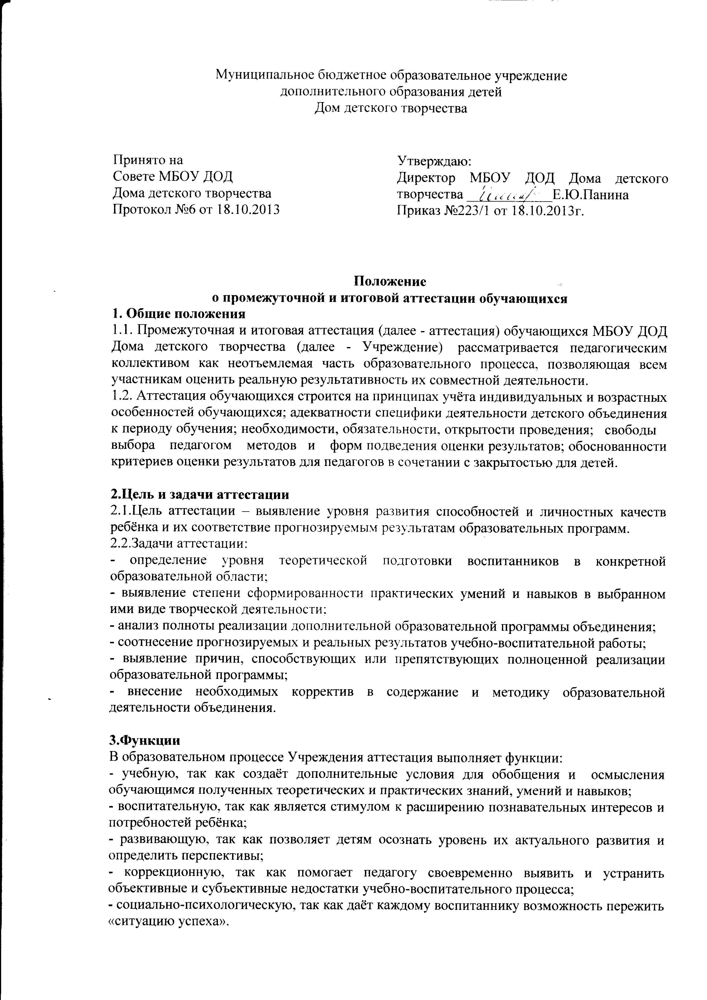 Муниципальное бюджетное образовательное учреждение
дополнительного образования детей
Дом детского творчества
Принято на
Совете МБОУ ДОД
Дома детского творчества
Протокол №6 от 18.10.2013
Утверждаю:
Директор МБОУ ДОД Дома детского
творчества ____________Е.Ю.Панина
Приказ №223/1 от 18.10.2013г.
Положение
о промежуточной и итоговой аттестации обучающихся
1. Общие положения
1.1. Промежуточная и итоговая аттестация (далее - аттестация) обучающихся МБОУ ДОД
Дома детского творчества (далее - Учреждение) рассматривается педагогическим
коллективом как неотъемлемая часть образовательного процесса, позволяющая всем
участникам оценить реальную результативность их совместной деятельности.
1.2. Аттестация обучающихся строится на принципах учёта индивидуальных и возрастных
особенностей обучающихся; адекватности специфики деятельности детского объединения
к периоду обучения; необходимости, обязательности, открытости проведения; свободы
выбора педагогом методов и форм подведения оценки результатов; обоснованности
критериев оценки результатов для педагогов в сочетании с закрытостью для детей.
2.Цель и задачи аттестации
2.1.Цель аттестации – выявление уровня развития способностей и личностных качеств
ребёнка и их соответствие прогнозируемым результатам образовательных программ.
2.2.Задачи аттестации:
- определение уровня теоретической подготовки воспитанников в конкретной
образовательной области;
- выявление степени сформированности практических умений и навыков в выбранном
ими виде творческой деятельности;
- анализ полноты реализации дополнительной образовательной программы объединения;
- соотнесение прогнозируемых и реальных результатов учебно-воспитательной работы;
- выявление причин, способствующих или препятствующих полноценной реализации
образовательной программы;
- внесение необходимых корректив в содержание и методику образовательной
деятельности объединения.
3.Функции
В образовательном процессе Учреждения аттестация выполняет функции:
- учебную, так как создаёт дополнительные условия для обобщения и осмысления
обучающимся полученных теоретических и практических знаний, умений и навыков;
- воспитательную, так как является стимулом к расширению познавательных интересов и
потребностей ребёнка;
- развивающую, так как позволяет детям осознать уровень их актуального развития и
определить перспективы;
- коррекционную, так как помогает педагогу своевременно выявить и устранить
объективные и субъективные недостатки учебно-воспитательного процесса;
- социально-психологическую, так как даёт каждому воспитаннику возможность пережить
«ситуацию успеха».